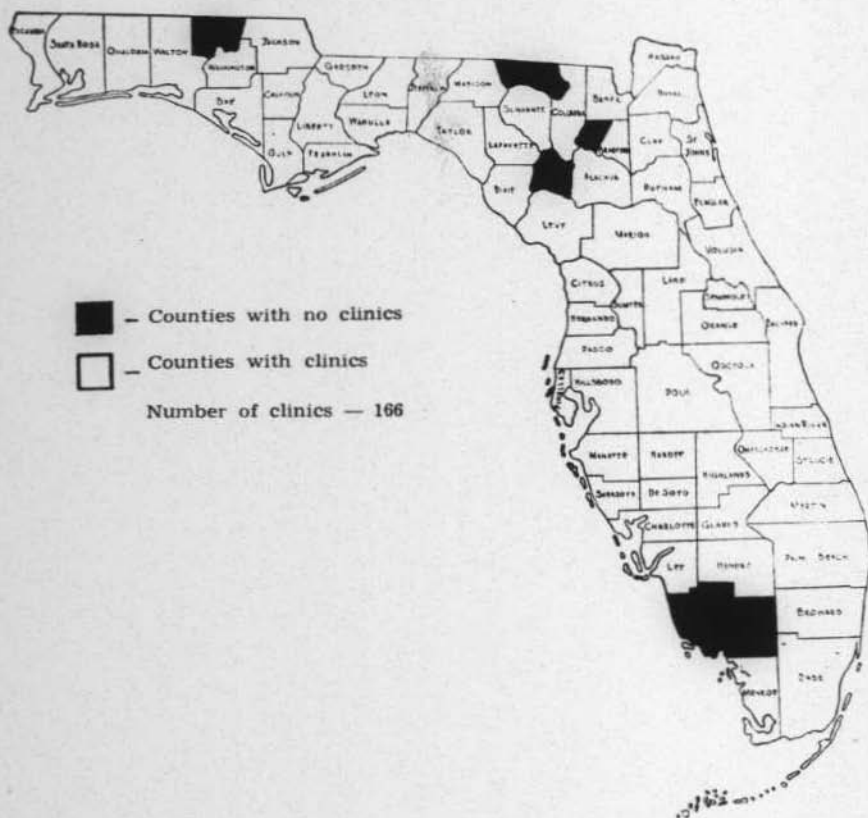 ESCAMBIA
SANTA ROSA
OKALOOSA
WALTON
JACKSON
WASHINGTON
BAY
CALHOUN
GULF
GADSDEN
LIBERTY
FRANKLIN
LEON
WAKULLA
MADISON
TAYLOR
SUWANNEE
LAFAYETTE
DIXIE
COLUMBIA
BAKER
NASSAU
DUVAL
CLAY
ST
JOHNS
ALACHUA
PUTNAM
FLAGLER
LEVY
MARION
VOLUSIA
CITRUS
SUMTER
LAKE
HERNANDO
SEMINOLE
ORANGE
BREVARD
PASCO
OSCEOLA
HILLSBORO
POLK
INDIAN RIVER
MANATEE
HARDEE
HIGHLANDS
OKEECHOBEE
ST LUCIE
SARASOTA
DE SOTO
MARTIN
CHARLOTTE
GLADES
LEE
HENDRY
PALM BEACH
BROWARD
DADE
MONROE
– Counties with no clinics
– Counties with clinics
Number of clinics — 166